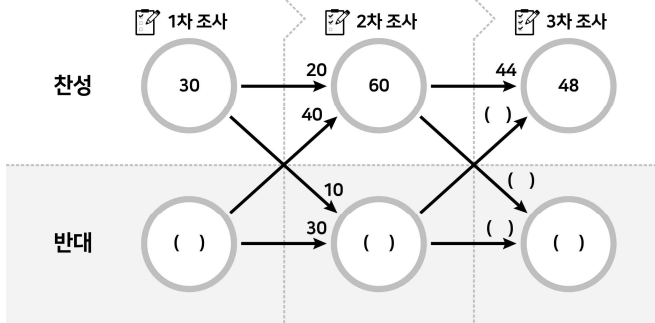 1차 조사 2차 조사 3차 조사
찬성 30 20 60 44 48
40 ( )
10 ( )
반대 ( ) 30 ( ) ( ) ( )